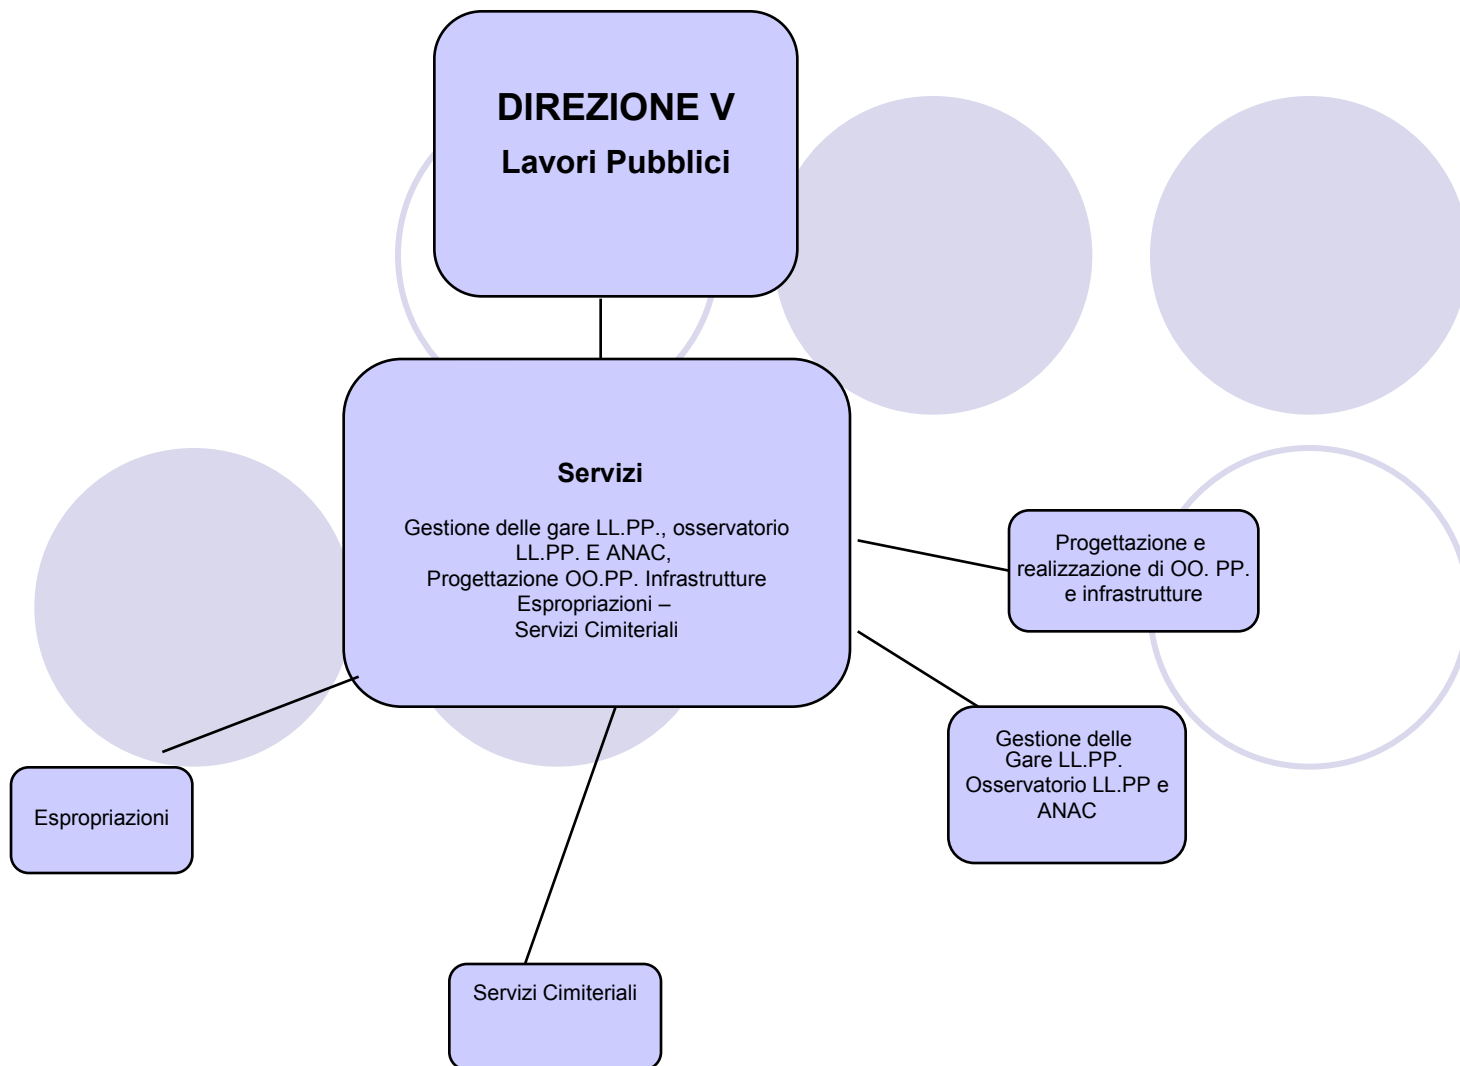 DIREZIONE V
Lavori Pubblici
Servizi
Gestione delle gare LL.PP., osservatorio
LL.PP. E ANAC,
Progettazione OO.PP. Infrastrutture
Espropriazioni –
Servizi Cimiteriali
Progettazione e
realizzazione di OO. PP.
e infrastrutture
Gestione delle
Gare LL.PP.
Osservatorio LL.PP e
ANAC
Espropriazioni
Servizi Cimiteriali